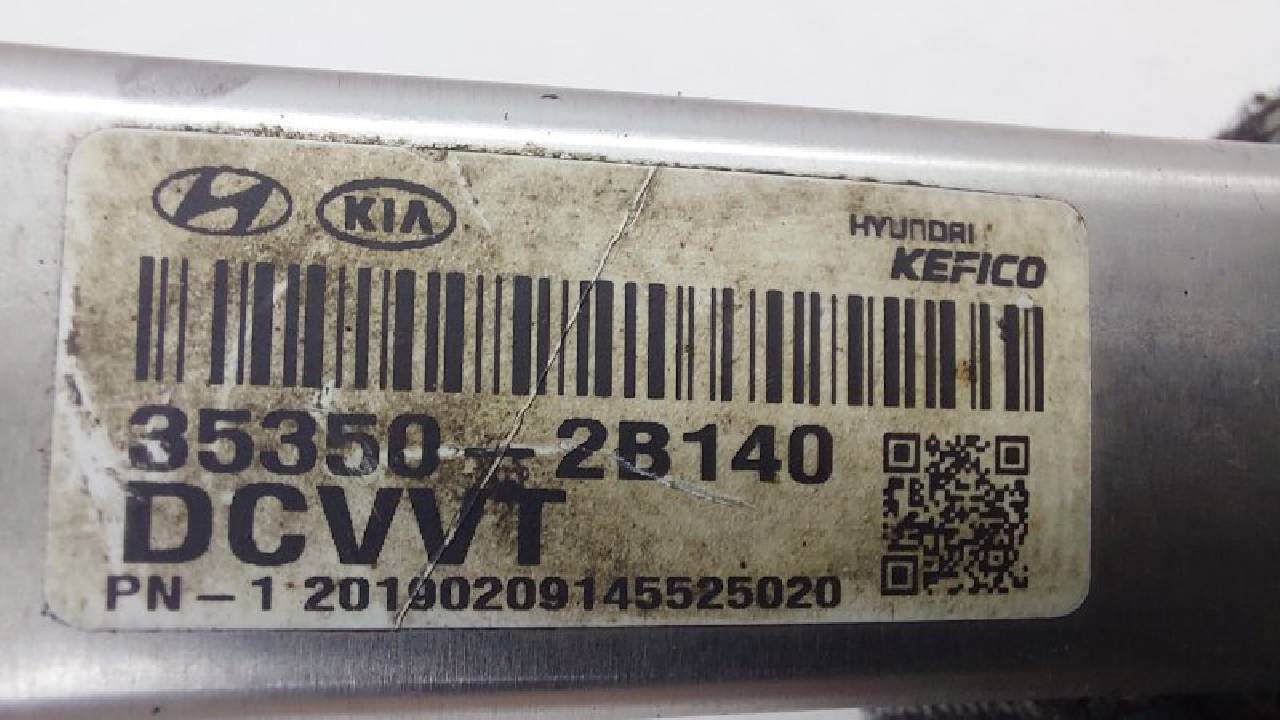 KIA
HYUNDAI
KEFICO
35350-2B140
DCVVT
PN-1 20190209145525020